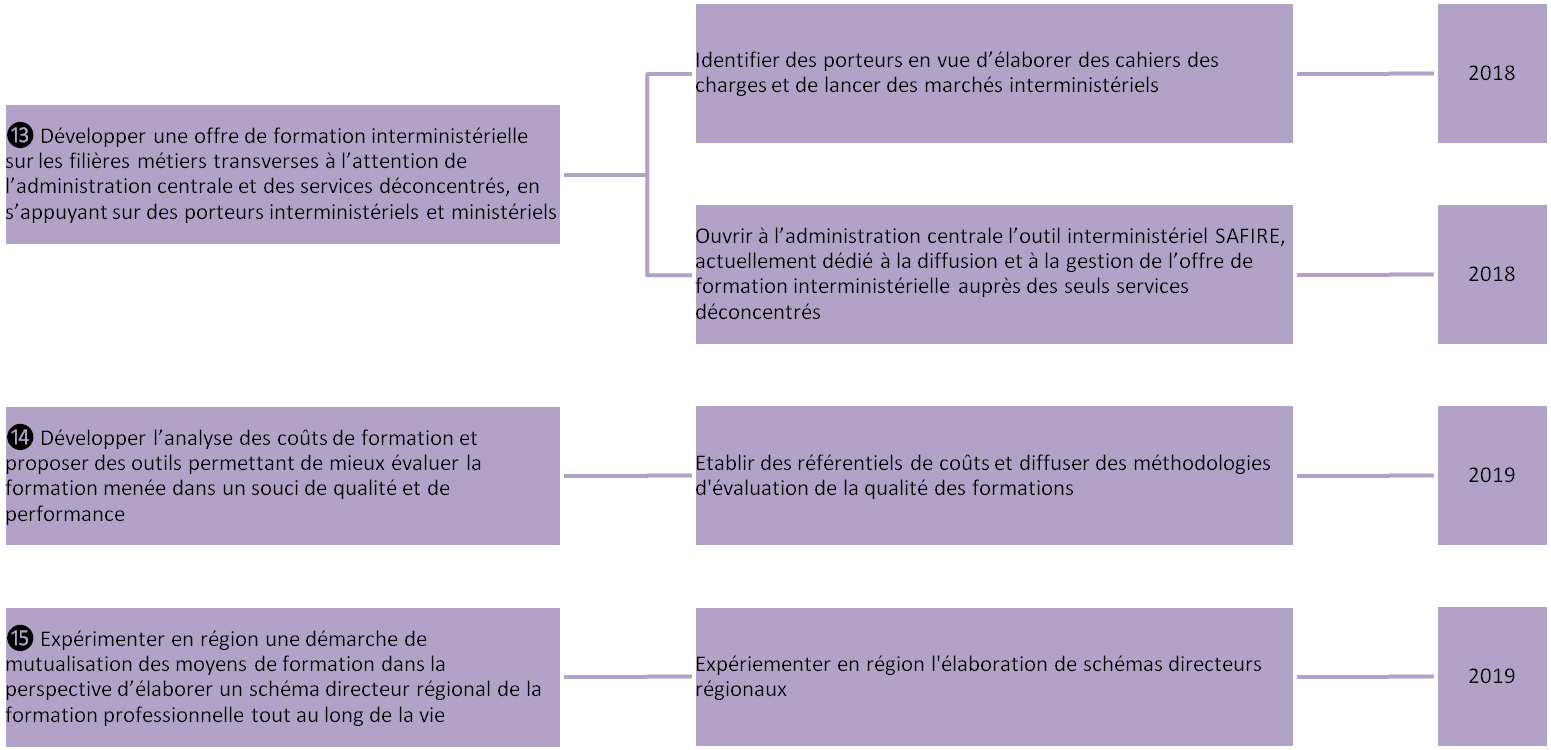 ⓭ Développer une offre de formation interministérielle
sur les filières métiers transverses à l’attention de
l’administration centrale et des services déconcentrés, en
s’appuyant sur des porteurs interministériels et ministériels
Identifier des porteurs en vue d’élaborer des cahiers des
charges et de lancer des marchés interministériels
2018
Ouvrir à l’administration centrale l’outil interministériel SAFIRE,
actuellement dédié à la diffusion et à la gestion de l’offre de
formation interministérielle auprès des seuls services
déconcentrés
2018
⓮ Développer l’analyse des coûts de formation et
proposer des outils permettant de mieux évaluer la
formation menée dans un souci de qualité et de
performance
Etablir des référentiels de coûts et diffuser des méthodologies
d'évaluation de la qualité des formations
2019
⓯ Expérimenter en région une démarche de
mutualisation des moyens de formation dans la
perspective d’élaborer un schéma directeur régional de la
formation professionnelle tout au long de la vie
Expériementer en région l'élaboration de schémas directeurs
régionaux
2019